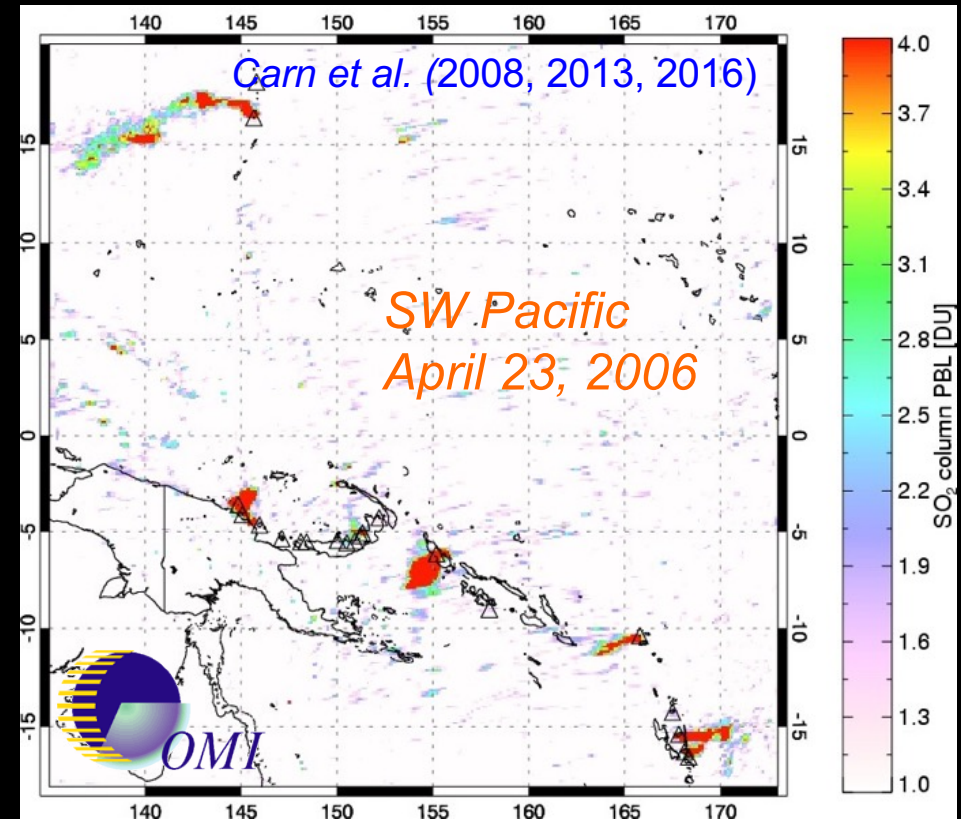 140 145 150 155 160 165 170
Carn et al. (2008, 2013, 2016)
15 15
10 10
5 5
SW Pacific
April 23, 2006
0 0
-5 -5
-10 -10
-15 15
OMI
140 145 150 155 160 165 170
4.0
3.7
3.4
3.1
2.8
2.5
2.2
1.9
1.6
1.3
1.0
SO₂ column PBL [DU]